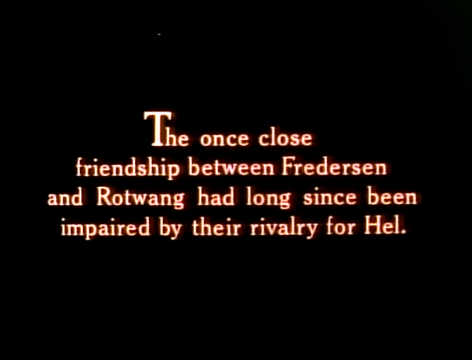 The once close
friendship between Fredersen
and Rotwang had long since been
impaired by their rivalry for Hel.